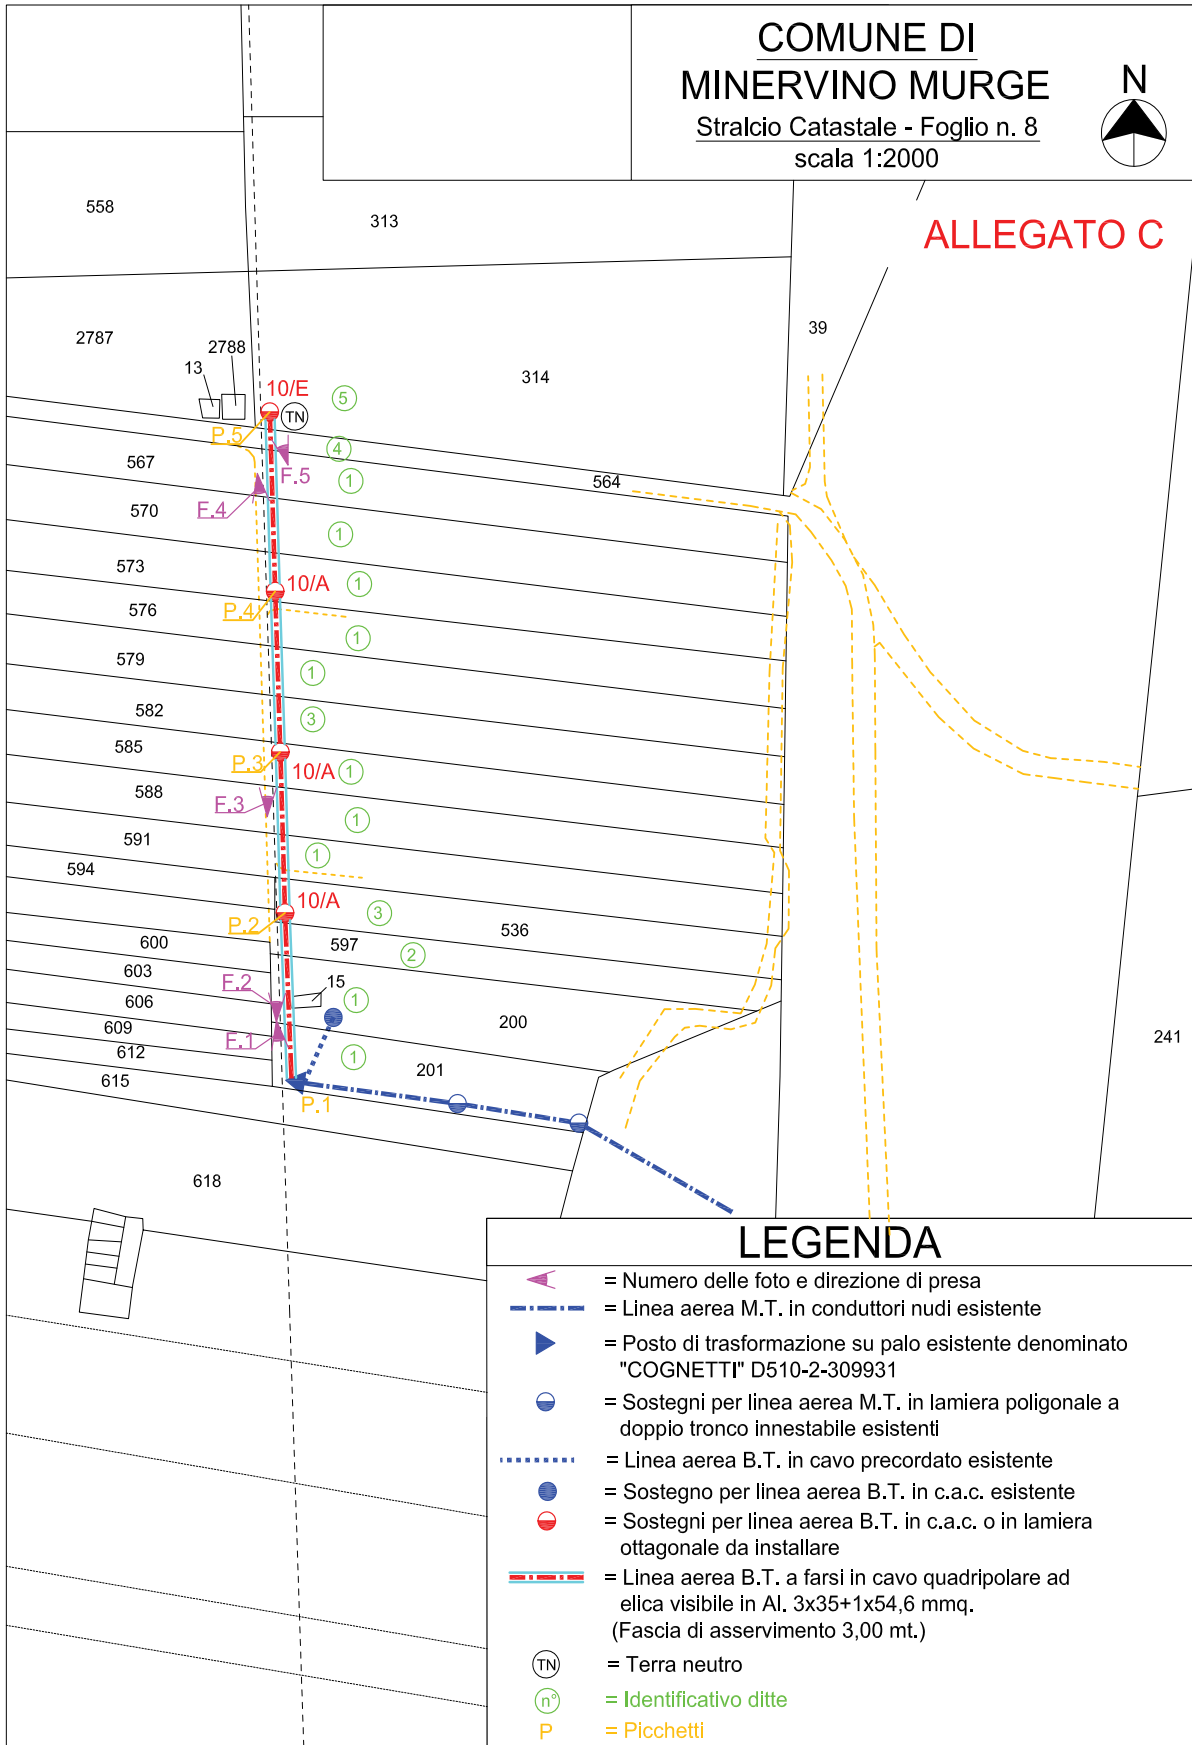 COMUNE DI
MINERVINO MURGE
Stralcio Catastale - Foglio n. 8
scala 1:2000
N
ALLEGATO C
558
313
39
2787
2788
13
314
10/E
5
TN
P.5
4
567
F.5
1
564
F.4
570
1
573
10/A
1
576
P.4
1
579
1
582
3
585
P.3
10/A
1
588
F.3
1
591
1
594
10/A
3
P.2
536
600
597
2
603
F.2
15
606
1
200
609
F.1
241
612
1
201
615
P.1
618
LEGENDA
= Numero delle foto e direzione di presa
= Linea aerea M.T. in conduttori nudi esistente
= Posto di trasformazione su palo esistente denominato
"COGNETTI" D510-2-309931
= Sostegni per linea aerea M.T. in lamiera poligonale a
doppio tronco innestabile esistenti
= Linea aerea B.T. in cavo precordato esistente
= Sostegno per linea aerea B.T. in c.a.c. esistente
= Sostegni per linea aerea B.T. in c.a.c. o in lamiera
ottagonale da installare
= Linea aerea B.T. a farsi in cavo quadripolare ad
elica visibile in Al. 3x35+1x54,6 mmq.
(Fascia di asservimento 3,00 mt.)
TN = Terra neutro
n° = Identificativo ditte
P = Picchetti